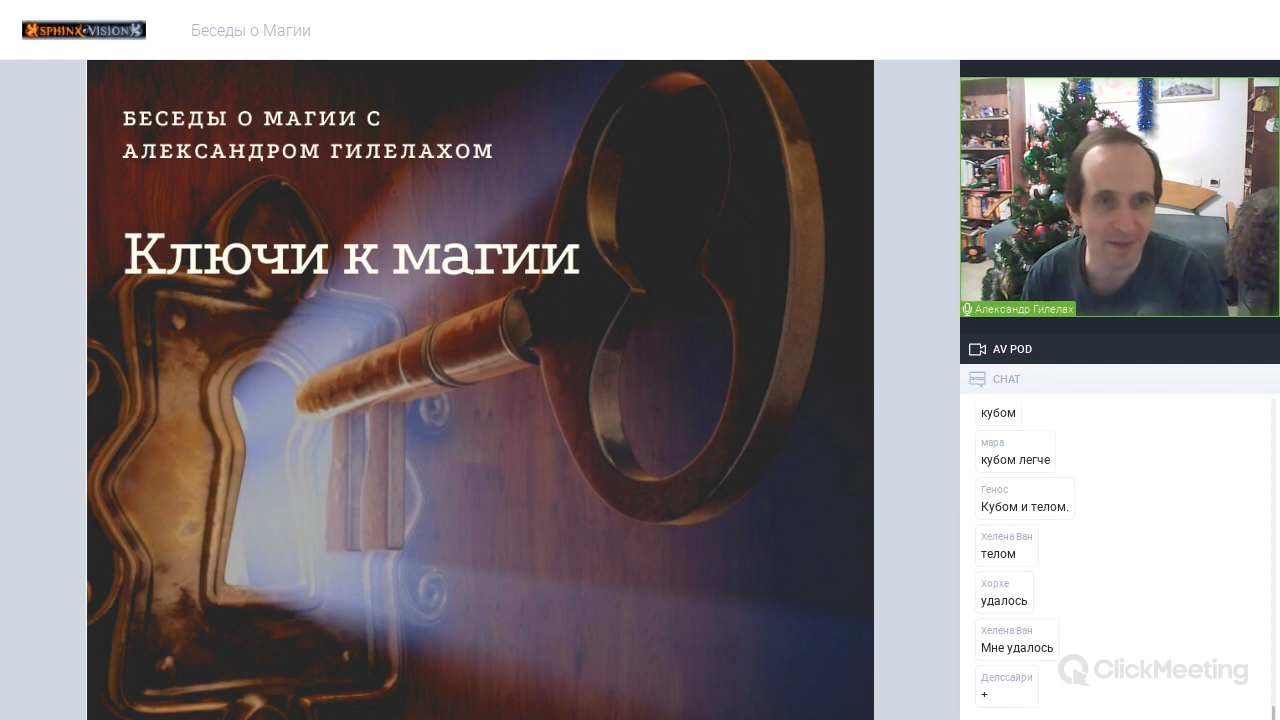 SPHINX VISION
Беседы о Магии
БЕСЕДЫ О МАГИИ С
АЛЕКСАНДРОМ ГИЛЕЛАХОМ
Ключи к магии
Александр Гилелах
AV POD
CHAT
кубом
мара
кубом легче
Генос
Кубом и телом.
Хелена Ван
телом
Хорхе
удалось
Хелена Ван
Мне удалось
Делссайри
+
ClickMeeting